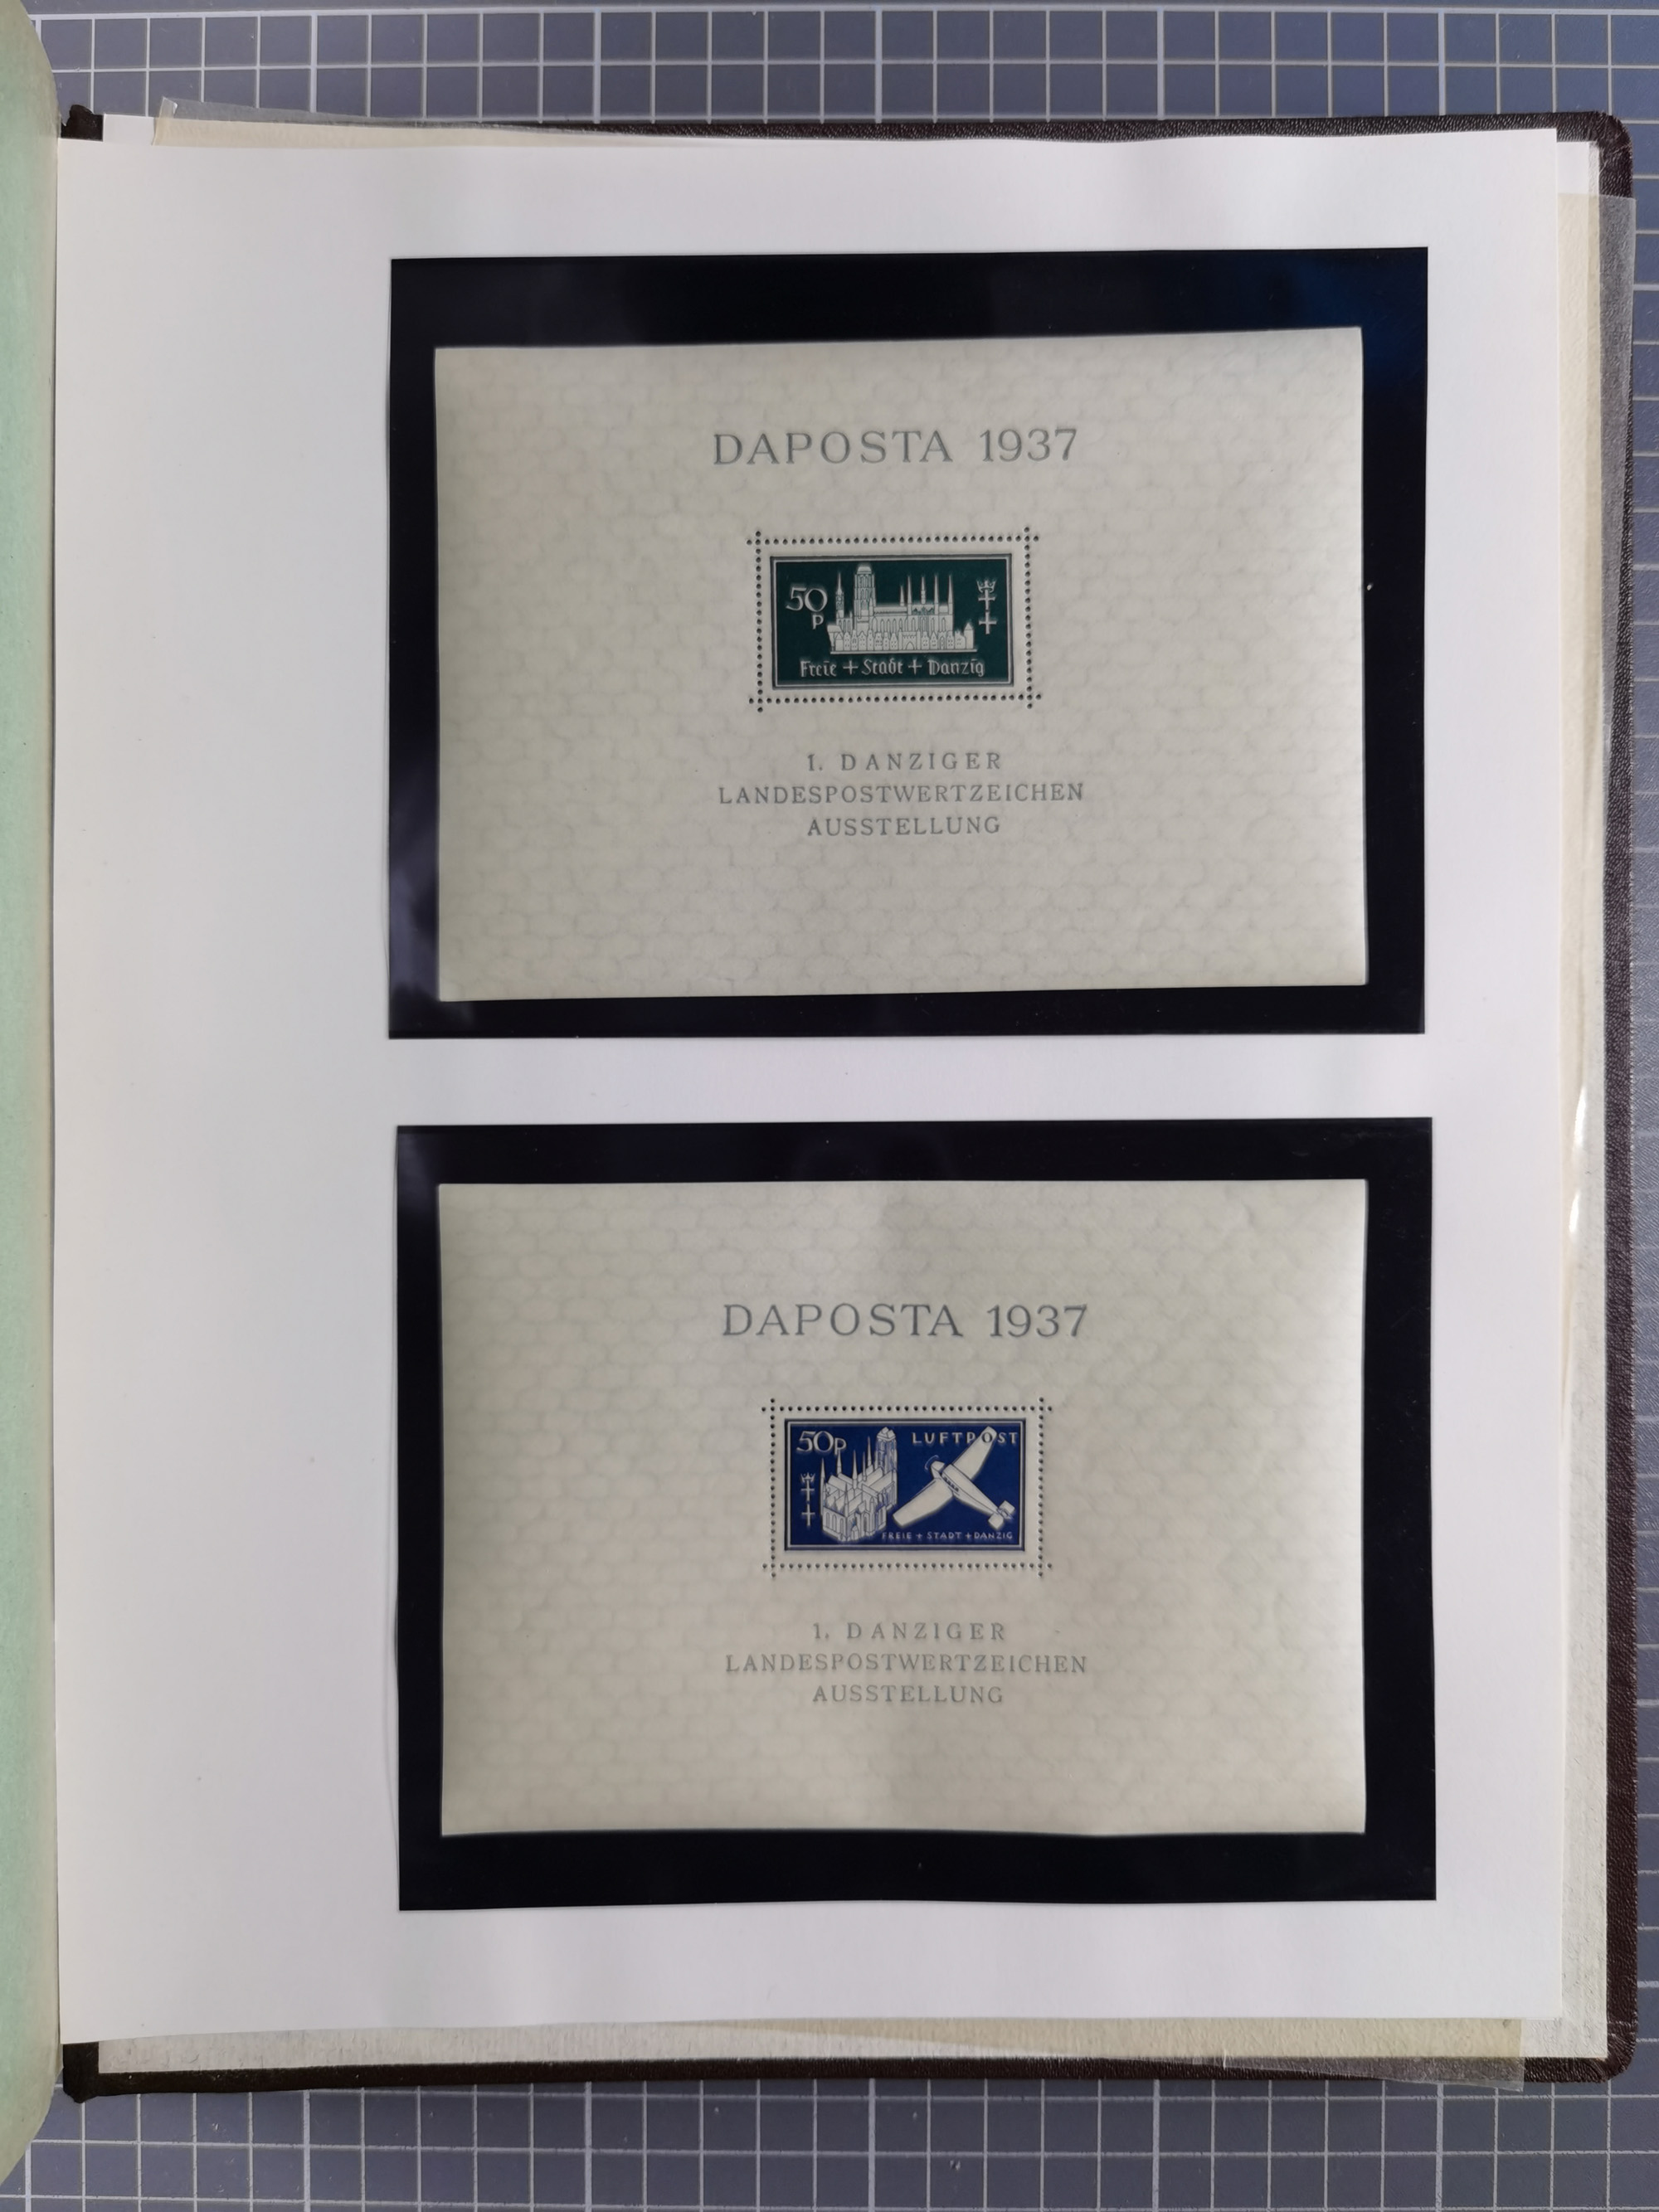 DAPOSTA 1937
50
P
Freie + Stadt + Danzig
1. DANZIGER
LANDESPOSTWERTZEICHEN
AUSSTELLUNG
DAPOSTA 1937
50P
LUFTPOST
FREIE + STADT + DANZIG
1. DANZIGER
LANDESPOSTWERTZEICHEN
AUSSTELLUNG